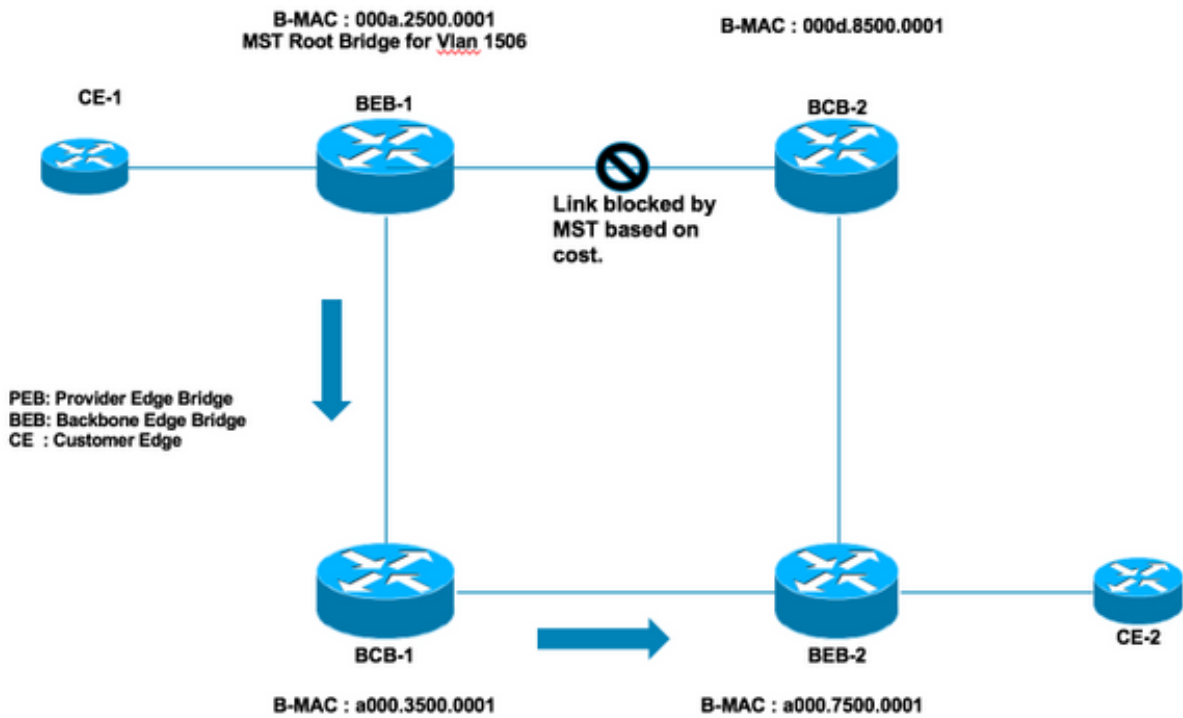 B-MAC : 000a.2500.0001
MST Root Bridge for Vlan 1506
B-MAC : 000d.8500.0001
CE-1
BEB-1
BCB-2
Link blocked by
MST based on
cost.
PEB: Provider Edge Bridge
BEB: Backbone Edge Bridge
CE : Customer Edge
BCB-1
BEB-2
CE-2
B-MAC : a000.3500.0001
B-MAC : a000.7500.0001